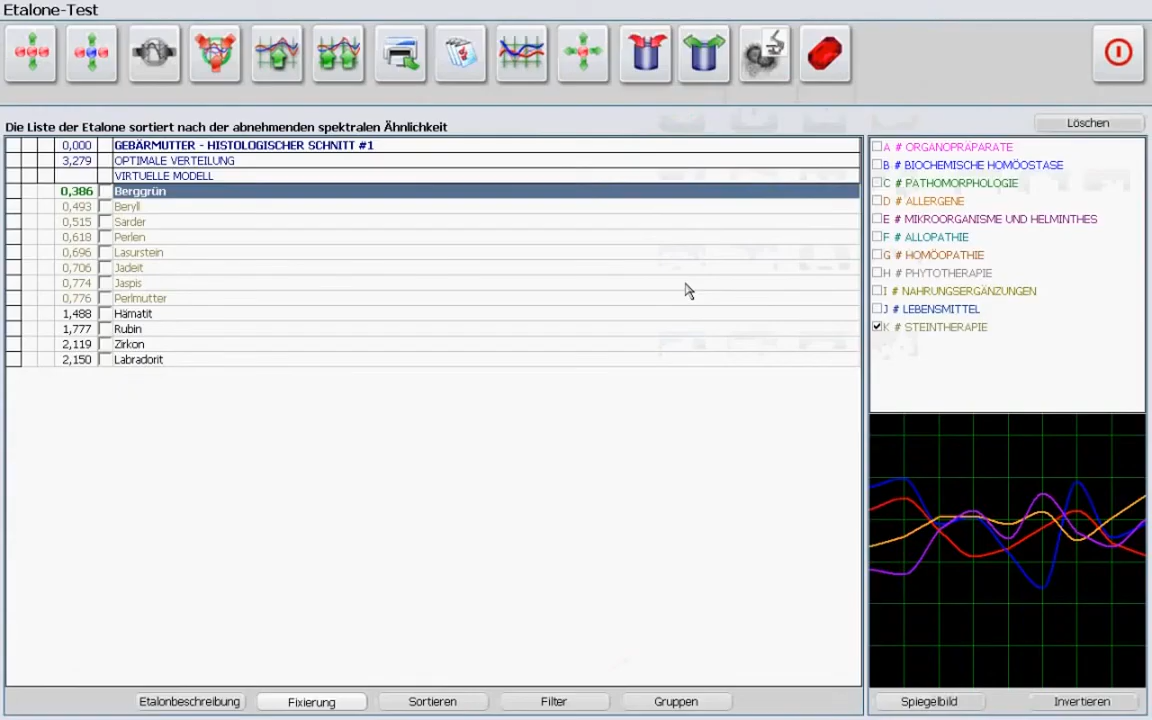 Etalone-Test
Die Liste der Etalone sortiert nach der abnehmenden spektralen Ähnlichkeit
Löschen
0,000 GEBÄRMUTTER - HISTOLOGISCHER SCHNITT #1
3,279 OPTIMALE VERTEILUNG
VIRTUELLE MODELL
0,386 Berggrün
0,493 Beryll
0,515 Sarder
0,618 Perlen
0,696 Lasurstein
0,706 Jadeit
0,774 Jaspis
0,776 Perlmutter
1,488 Hämatit
1,777 Rubin
2,119 Zirkon
2,150 Labradorit
A # ORGANOPRÄPARATE
B # BIOCHEMISCHE HOMÖOSTASE
C # PATHOMORPHOLOGIE
D # ALLERGENE
E # MIKROORGANISME UND HELMINTHES
F # ALLOPATHIE
G # HOMÖOPATHIE
H # PHYTOTHERAPIE
I # NAHRUNGSERGÄNZUNGEN
J # LEBENSMITTEL
K # STEINTHERAPIE
Etalonbeschreibung
Fixierung
Sortieren
Filter
Gruppen
Spiegelbild
Invertieren